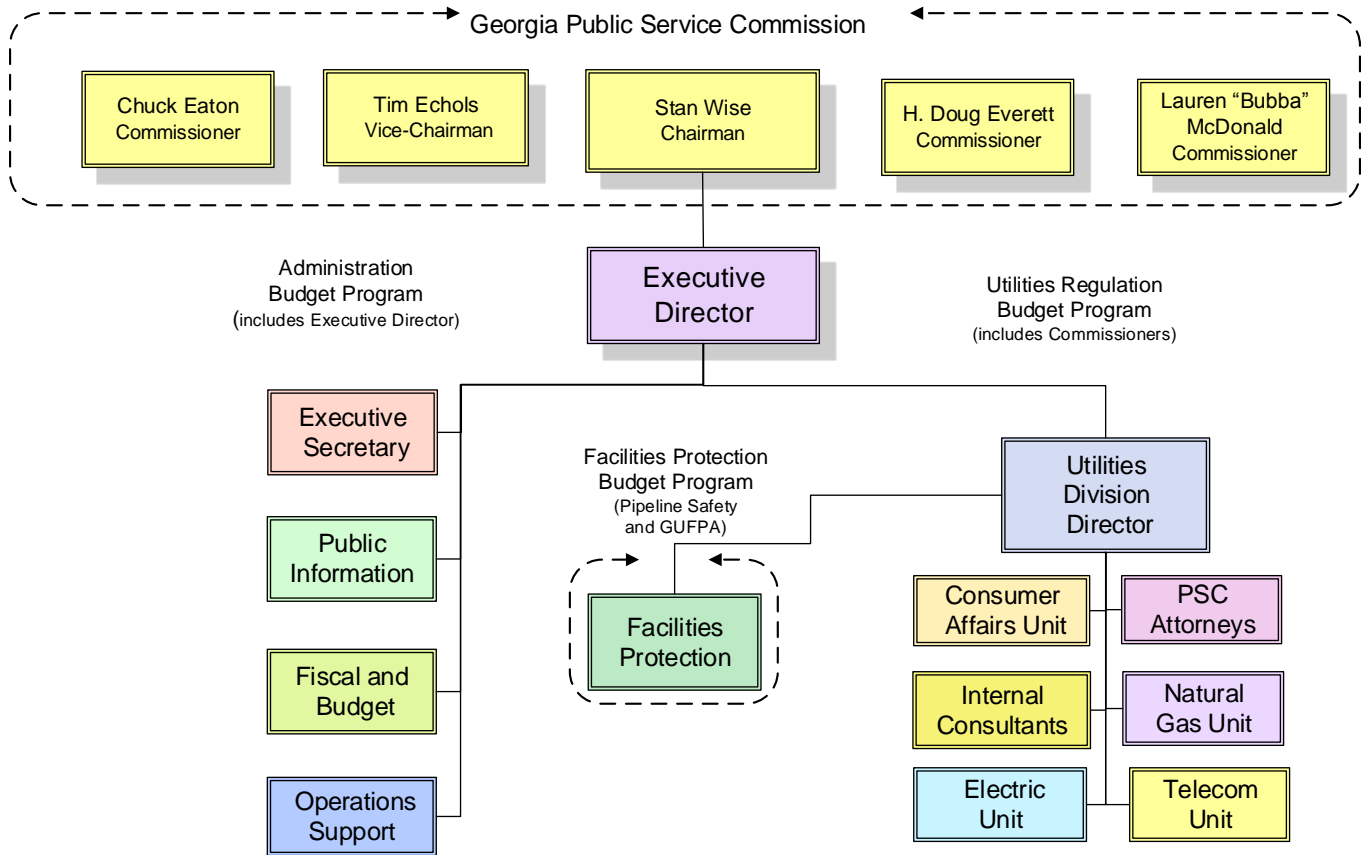 Georgia Public Service Commission
Chuck Eaton
Commissioner
Tim Echols
Vice-Chairman
Stan Wise
Chairman
H. Doug Everett
Commissioner
Lauren “Bubba”
McDonald
Commissioner
Executive
Director
Administration
Budget Program
(includes Executive Director)
Utilities Regulation
Budget Program
(includes Commissioners)
Executive
Secretary
Public
Information
Fiscal and
Budget
Operations
Support
Facilities Protection
Budget Program
(Pipeline Safety
and GUFPA)
Facilities
Protection
Utilities
Division
Director
Consumer
Affairs Unit
PSC
Attorneys
Internal
Consultants
Natural
Gas Unit
Electric
Unit
Telecom
Unit